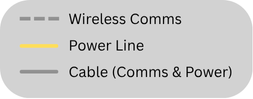 Wireless Comms
Power Line
Cable (Comms & Power)